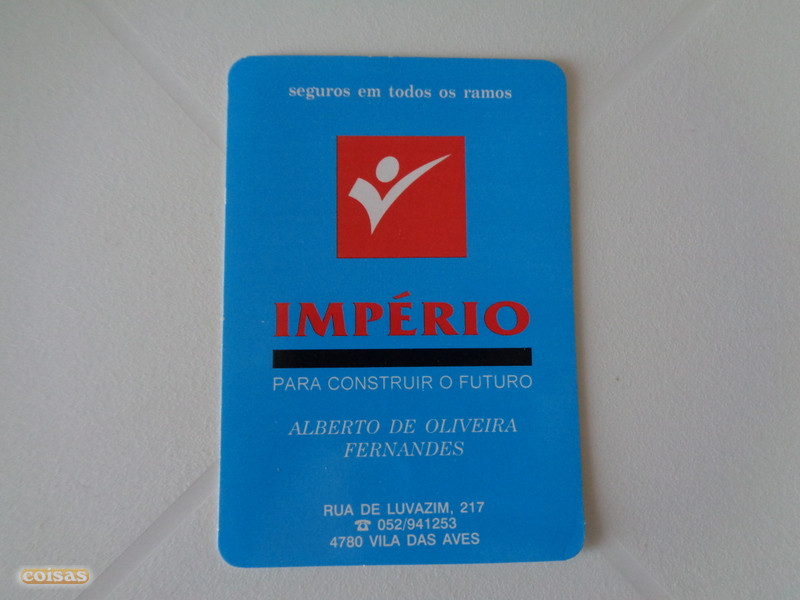 seguros em todos os ramos
IMPÉRIO
PARA CONSTRUIR O FUTURO
ALBERTO DE OLIVEIRA
FERNANDES
RUA DE LUVAZIM, 217
☎ 052/941253
4780 VILA DAS AVES
coisas